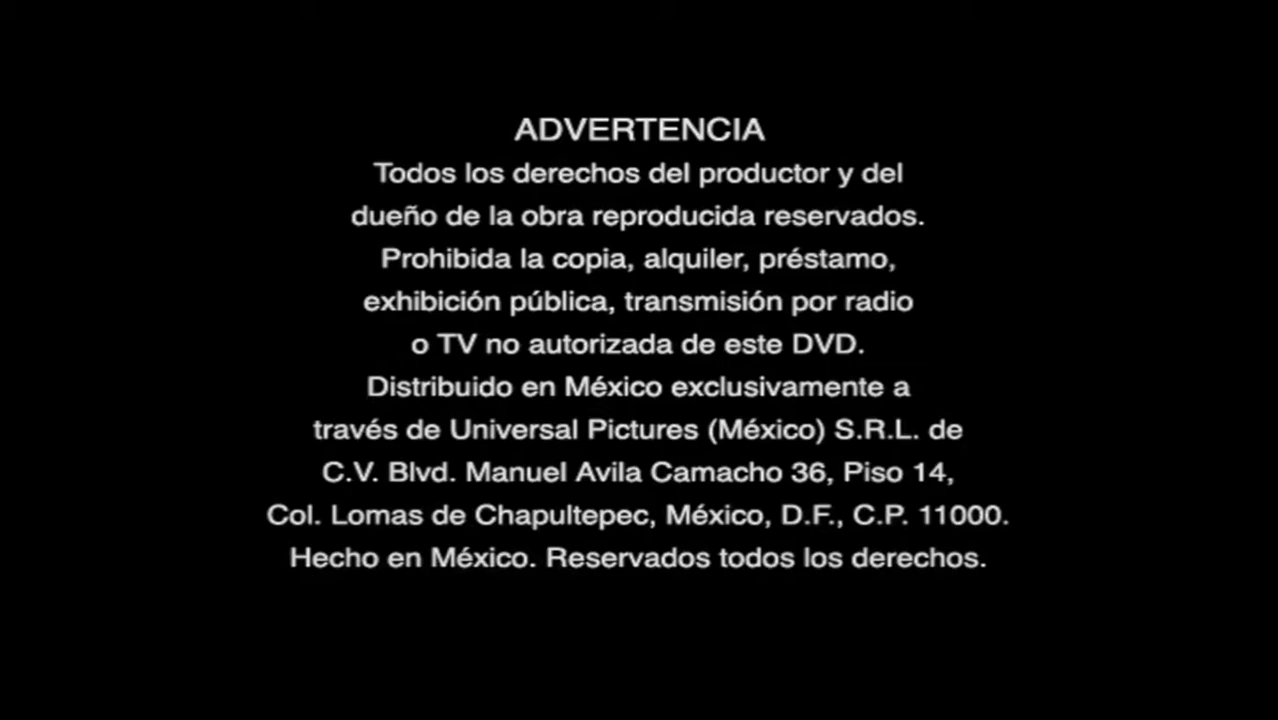 ADVERTENCIA
Todos los derechos del productor y del
dueño de la obra reproducida reservados.
Prohibida la copia, alquiler, préstamo,
exhibición pública, transmisión por radio
o TV no autorizada de este DVD.
Distribuido en México exclusivamente a
través de Universal Pictures (México) S.R.L. de
C.V. Blvd. Manuel Avila Camacho 36, Piso 14,
Col. Lomas de Chapultepec, México, D.F., C.P. 11000.
Hecho en México. Reservados todos los derechos.